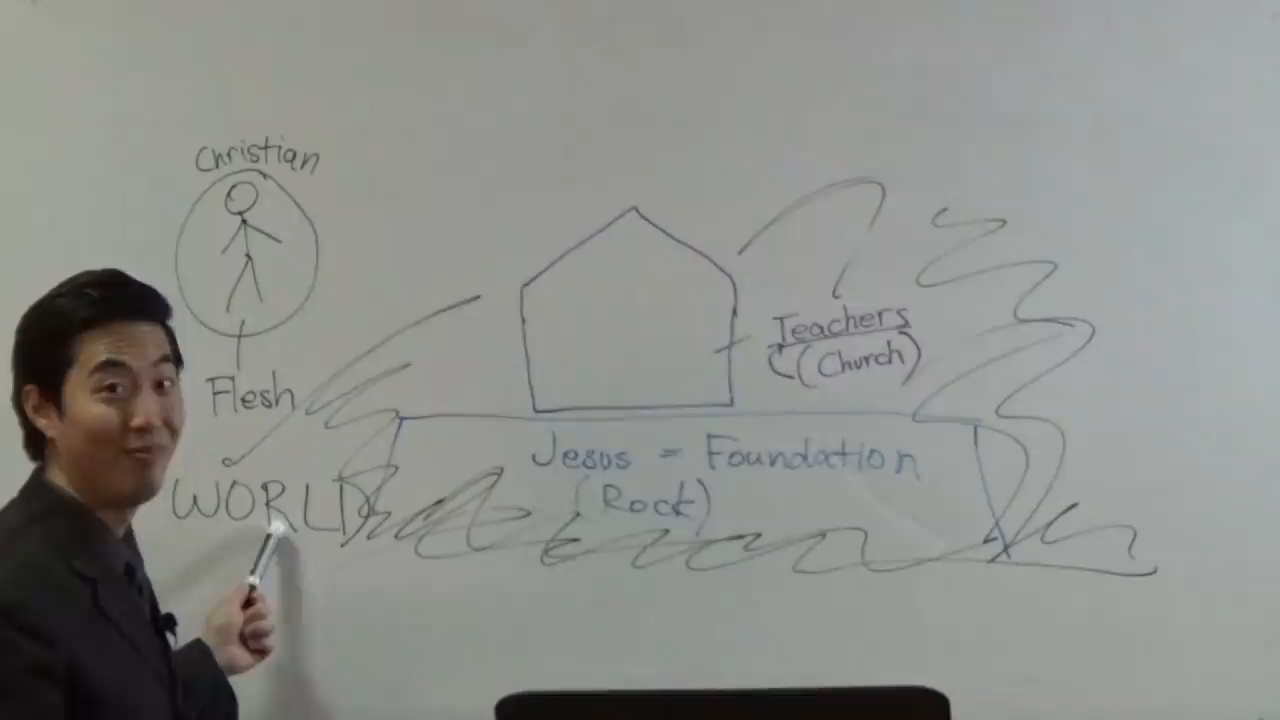 Christian
Flesh
WORLD
Teachers
(Church)
Jesus = Foundation
(Rock)